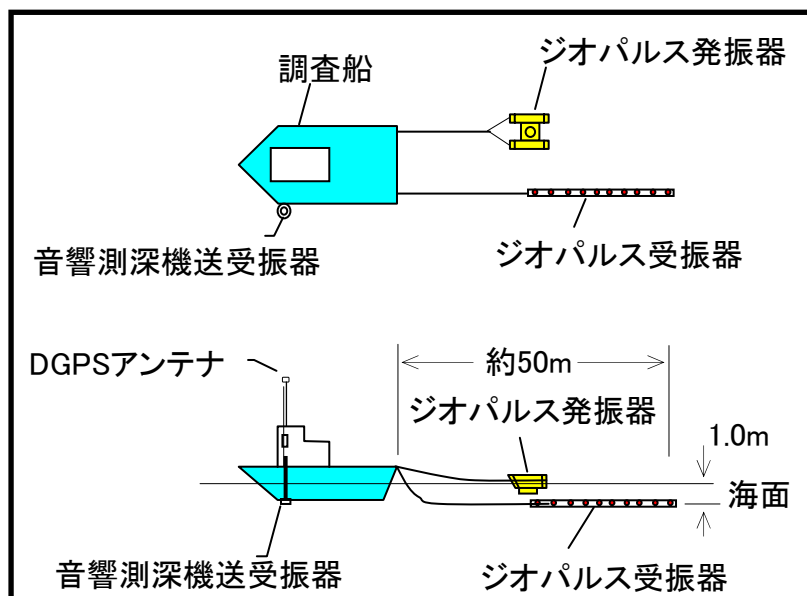 ジオパルス発振器
調査船
音響測深機送受振器
ジオパルス受振器
DGPSアンテナ
約50m
ジオパルス発振器
1.0m
海面
音響測深機送受振器
ジオパルス受振器